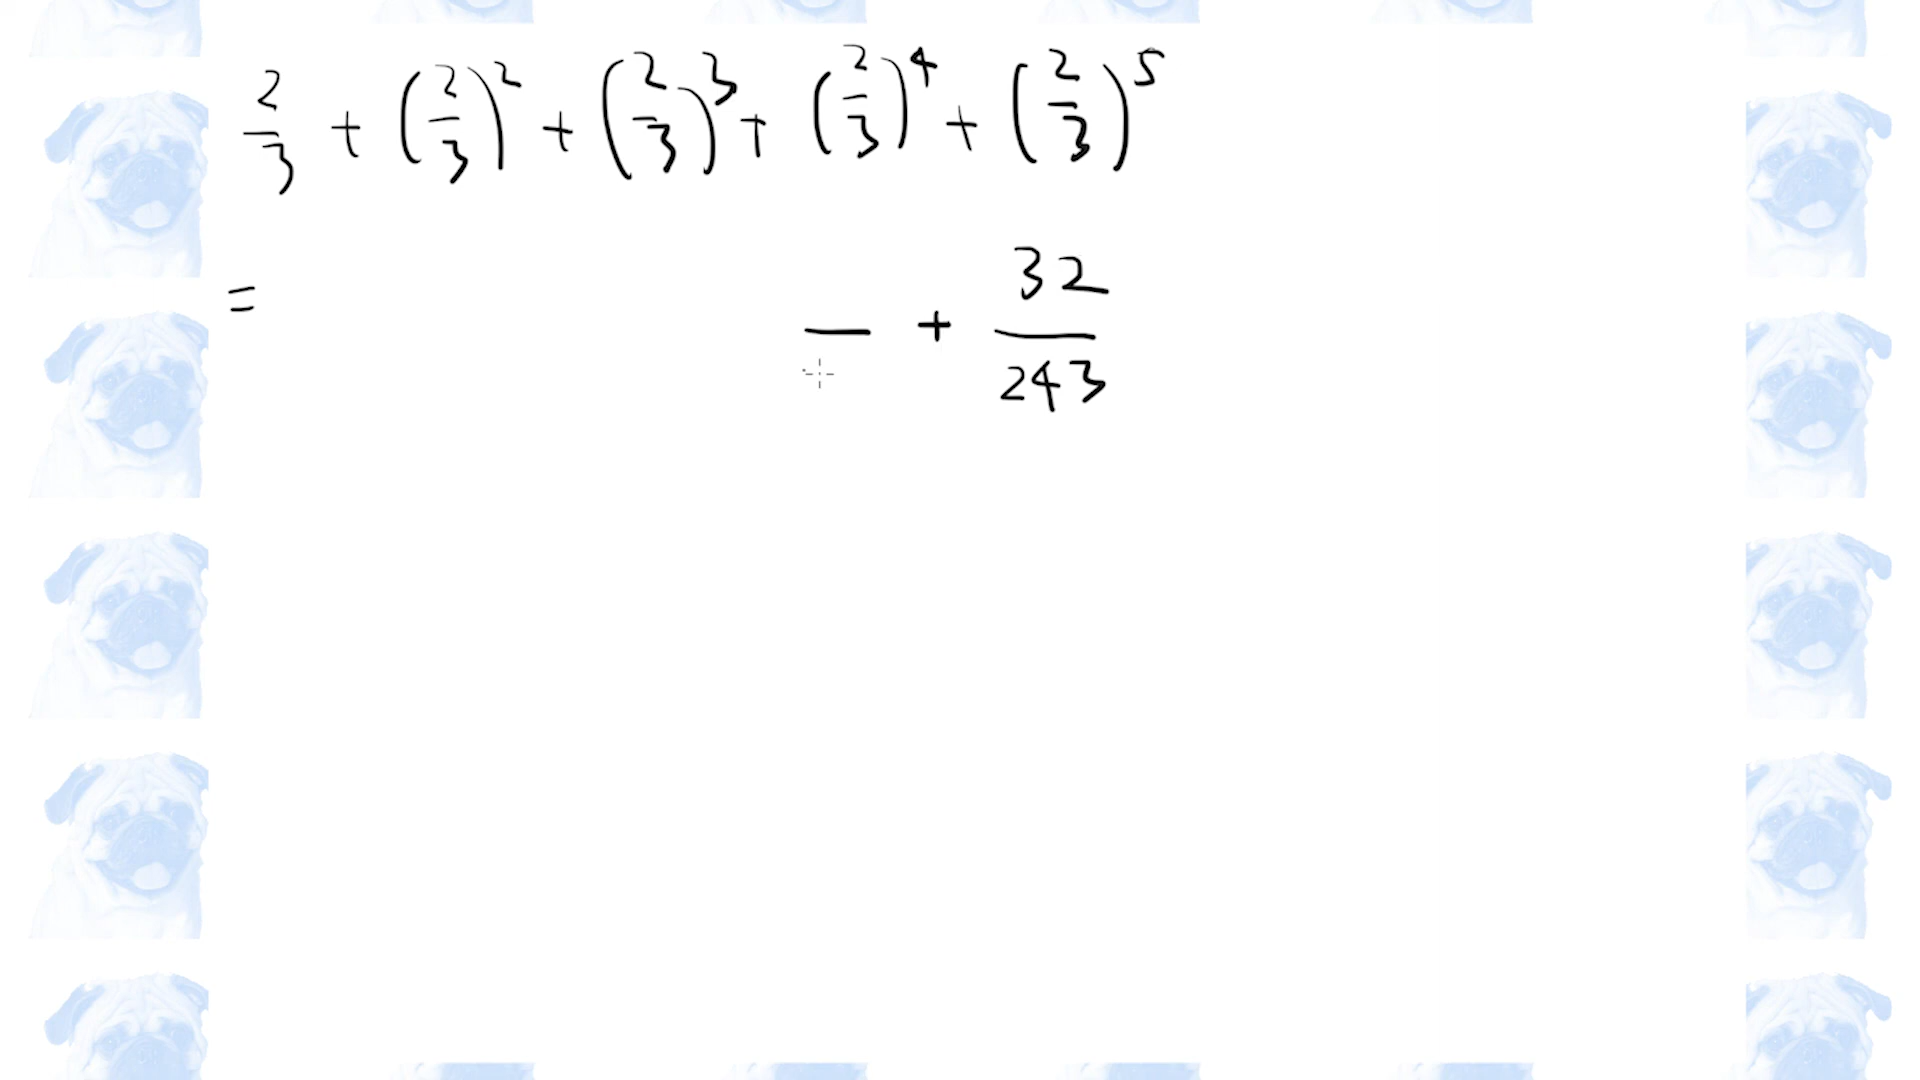 2/3 + (2/3)^2 + (2/3)^3 + (2/3)^4 + (2/3)^5
= — + 32/243